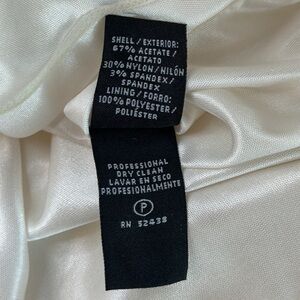 SHELL / EXTERIOR:
67% ACETATE /
ACETATO
30% NYLON / NILÓN
3% SPANDEX /
SPANDEX
LINING / FORRO:
100% POLYESTER /
POLIÉSTER
PROFESSIONAL
DRY CLEAN
LAVAR EN SECO
PROFESIONALMENTE
P
RN 52438